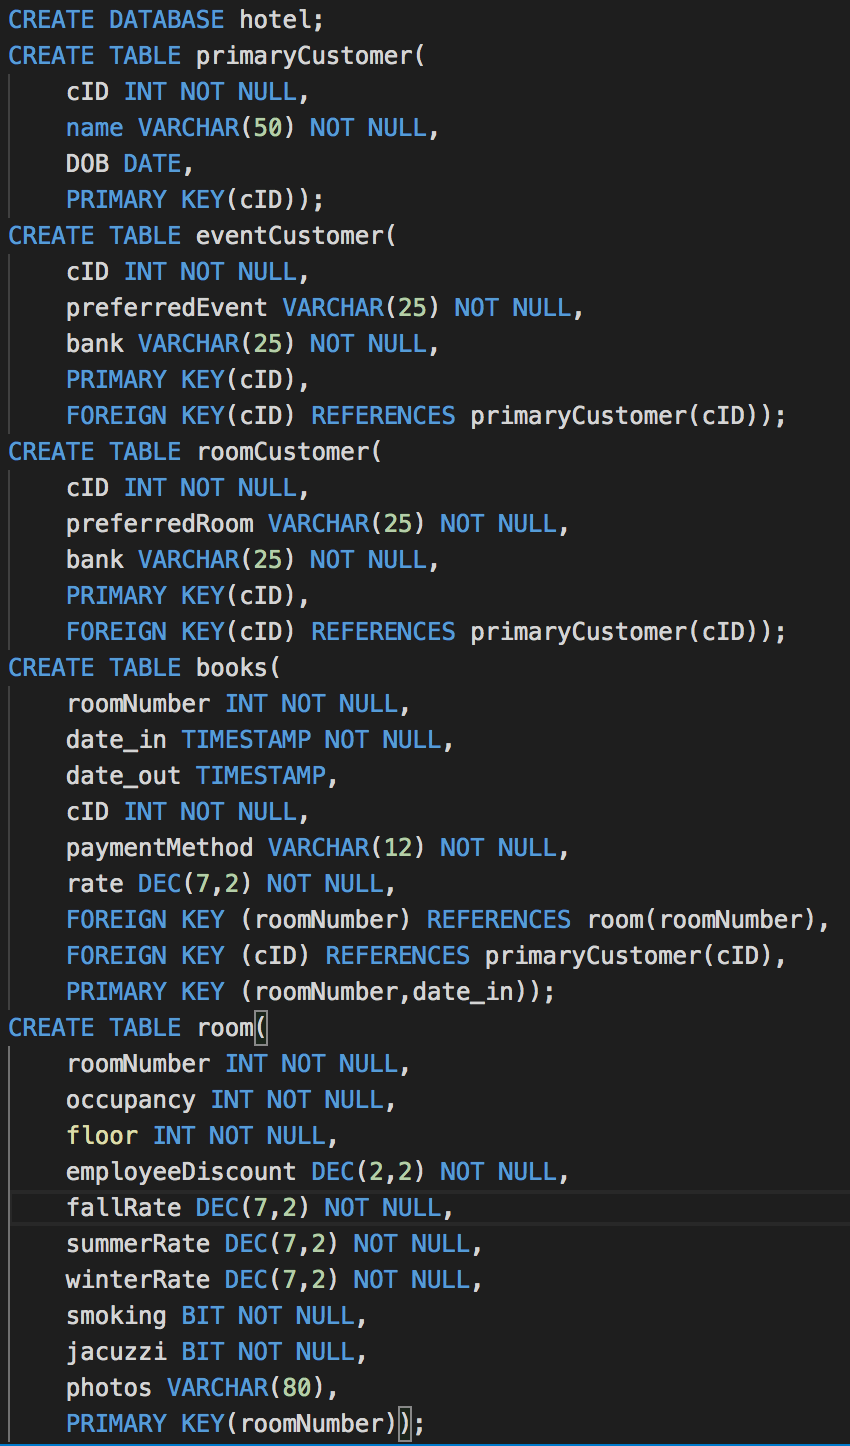 CREATE DATABASE hotel;
CREATE TABLE primaryCustomer(
    cID INT NOT NULL,
    name VARCHAR(50) NOT NULL,
    DOB DATE,
    PRIMARY KEY(cID));
CREATE TABLE eventCustomer(
    cID INT NOT NULL,
    preferredEvent VARCHAR(25) NOT NULL,
    bank VARCHAR(25) NOT NULL,
    PRIMARY KEY(cID),
    FOREIGN KEY(cID) REFERENCES primaryCustomer(cID));
CREATE TABLE roomCustomer(
    cID INT NOT NULL,
    preferredRoom VARCHAR(25) NOT NULL,
    bank VARCHAR(25) NOT NULL,
    PRIMARY KEY(cID),
    FOREIGN KEY(cID) REFERENCES primaryCustomer(cID));
CREATE TABLE books(
    roomNumber INT NOT NULL,
    date_in TIMESTAMP NOT NULL,
    date_out TIMESTAMP,
    cID INT NOT NULL,
    paymentMethod VARCHAR(12) NOT NULL,
    rate DEC(7,2) NOT NULL,
    FOREIGN KEY (roomNumber) REFERENCES room(roomNumber),
    FOREIGN KEY (cID) REFERENCES primaryCustomer(cID),
    PRIMARY KEY (roomNumber,date_in));
CREATE TABLE room(
    roomNumber INT NOT NULL,
    occupancy INT NOT NULL,
    floor INT NOT NULL,
    employeeDiscount DEC(2,2) NOT NULL,
    fallRate DEC(7,2) NOT NULL,
    summerRate DEC(7,2) NOT NULL,
    winterRate DEC(7,2) NOT NULL,
    smoking BIT NOT NULL,
    jacuzzi BIT NOT NULL,
    photos VARCHAR(80),
    PRIMARY KEY(roomNumber));